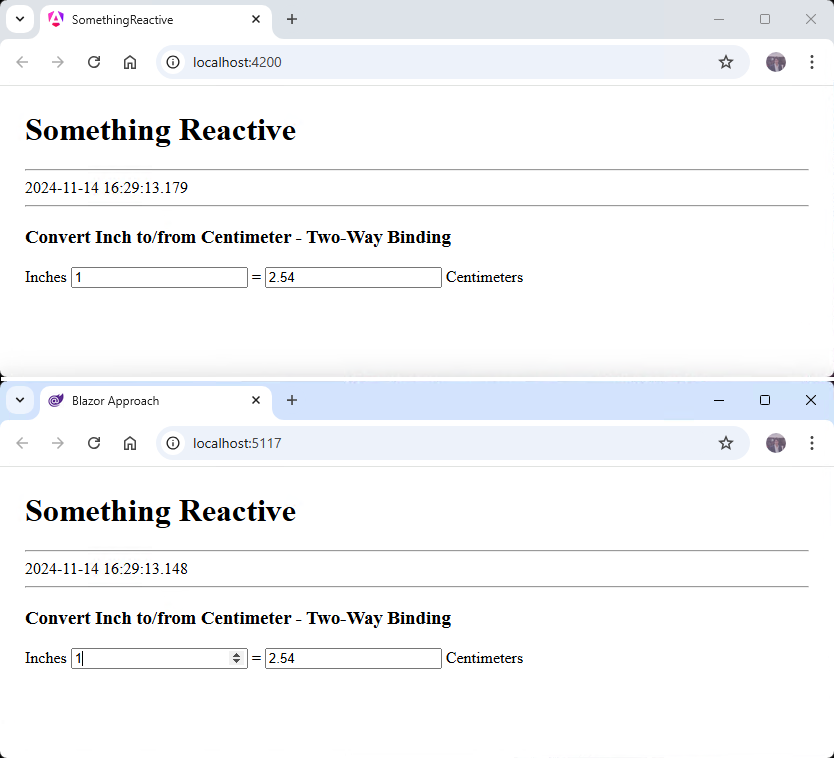 SomethingReactive
localhost:4200
Something Reactive
2024-11-14 16:29:13.179
Convert Inch to/from Centimeter - Two-Way Binding
Inches 1 = 2.54 Centimeters
Blazor Approach
localhost:5117
Something Reactive
2024-11-14 16:29:13.148
Convert Inch to/from Centimeter - Two-Way Binding
Inches 1 = 2.54 Centimeters